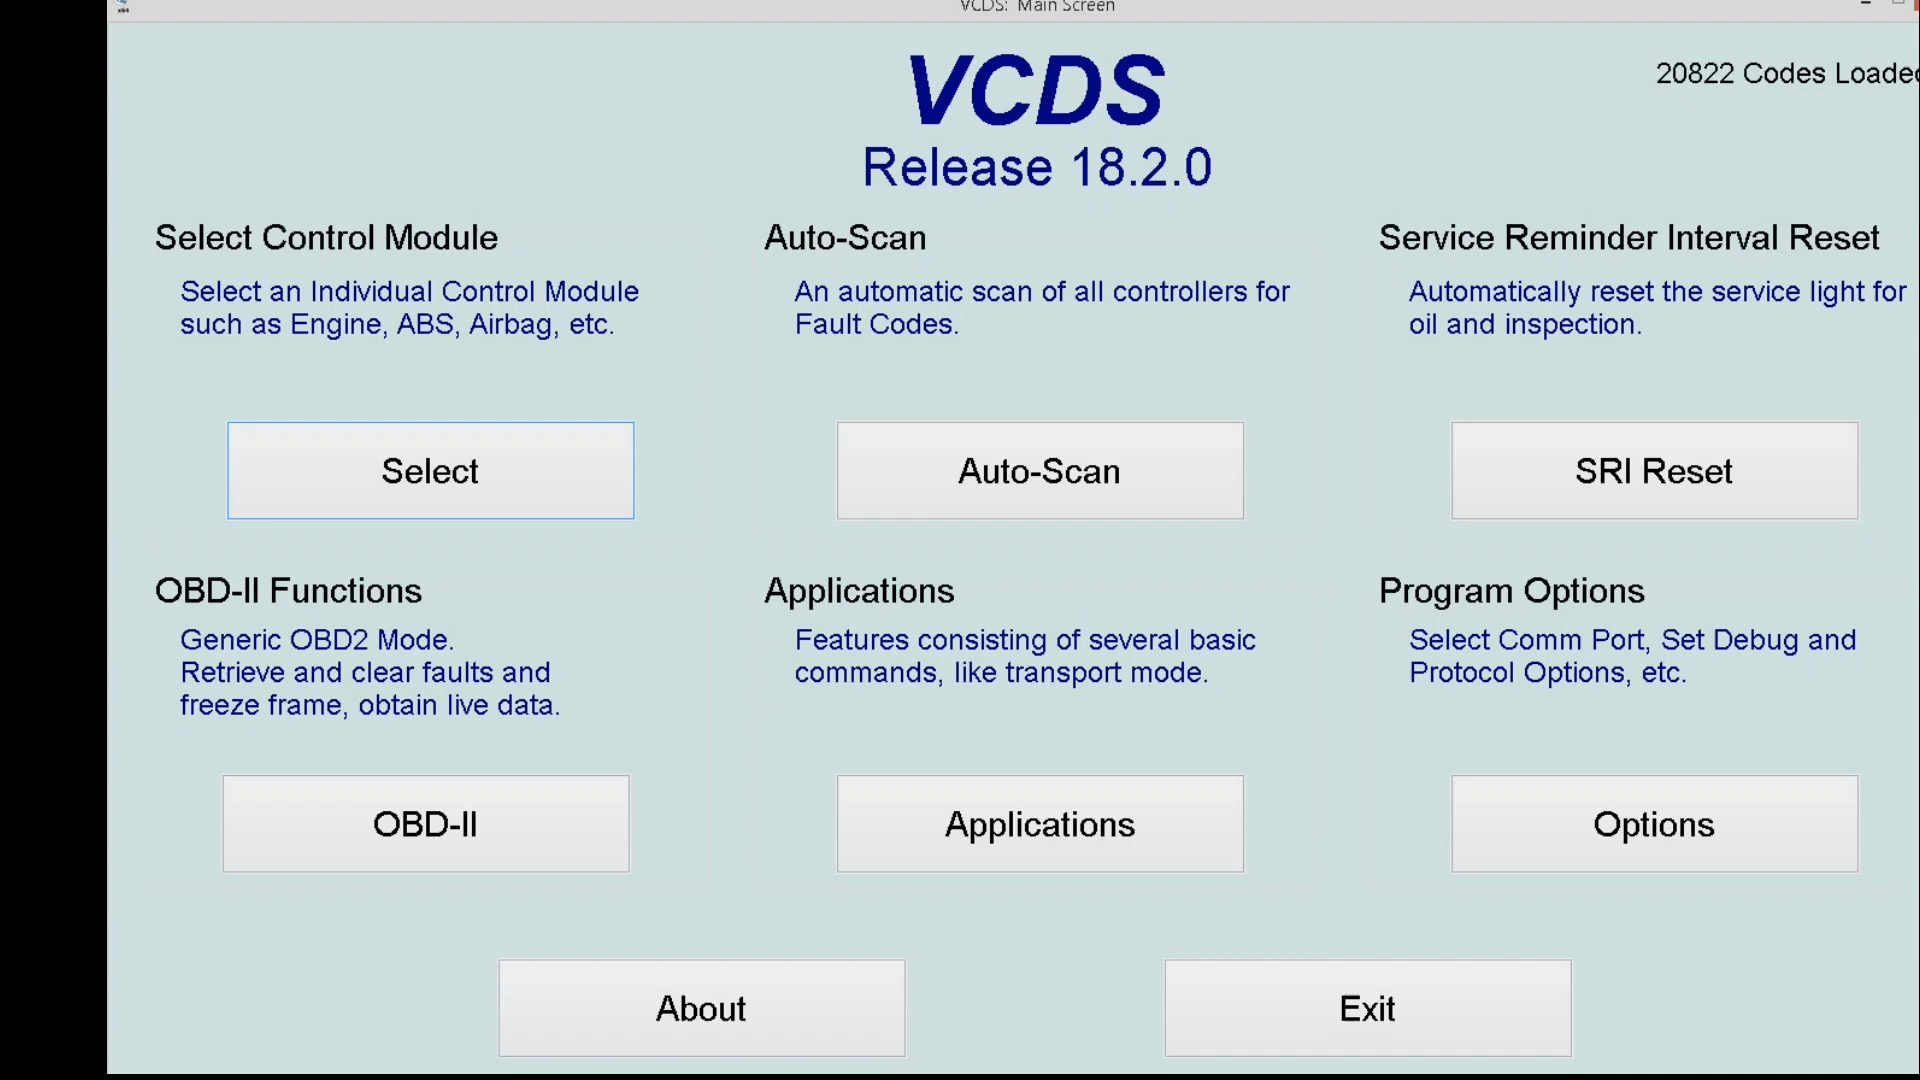 VCDS: Main Screen
VCDS
Release 18.2.0
20822 Codes Loaded
Select Control Module
Select an Individual Control Module
such as Engine, ABS, Airbag, etc.
Select
Auto-Scan
An automatic scan of all controllers for
Fault Codes.
Auto-Scan
Service Reminder Interval Reset
Automatically reset the service light for
oil and inspection.
SRI Reset
OBD-II Functions
Generic OBD2 Mode.
Retrieve and clear faults and
freeze frame, obtain live data.
OBD-II
Applications
Features consisting of several basic
commands, like transport mode.
Applications
Program Options
Select Comm Port, Set Debug and
Protocol Options, etc.
Options
About
Exit